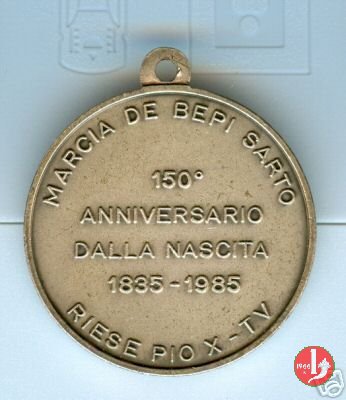 MARCIA DE BEPI SARTO
150°
ANNIVERSARIO
DALLA NASCITA
1835-1985
RIESE PIO X - TV